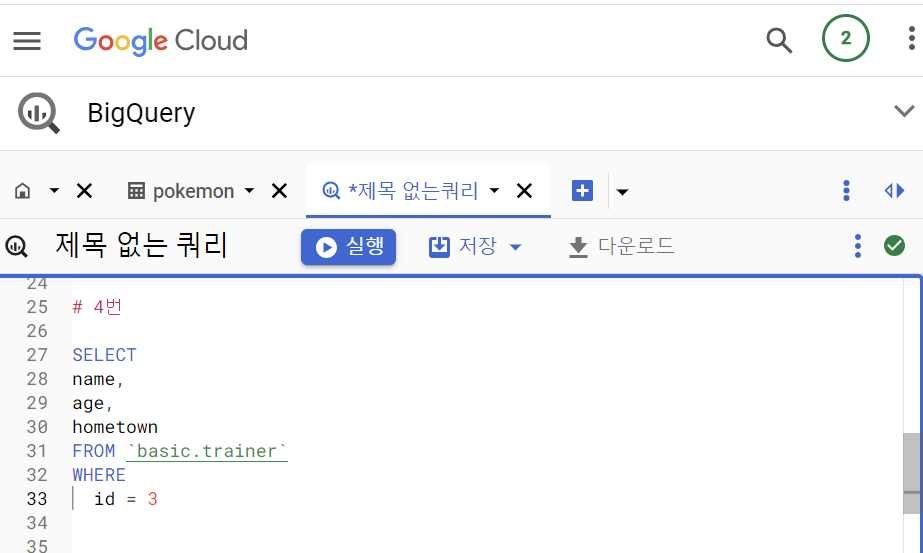 Google Cloud
2
BigQuery
pokemon
*제목 없는쿼리
제목 없는 쿼리
실행
저장
다운로드
24
25 # 4번
26
27 SELECT
28 name,
29 age,
30 hometown
31 FROM `basic.trainer`
32 WHERE
33 id = 3
34
35